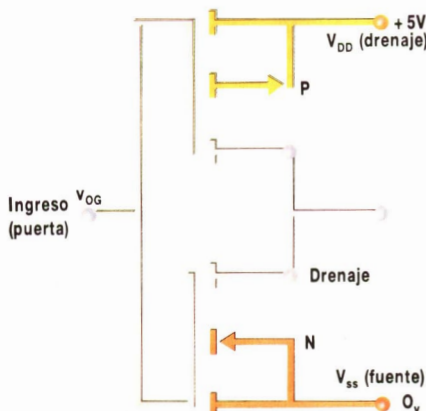 + 5V
V_DD (drenaje)
P
Ingreso V_OG
(puerta)
Drenaje
N
V_ss (fuente)
O_v